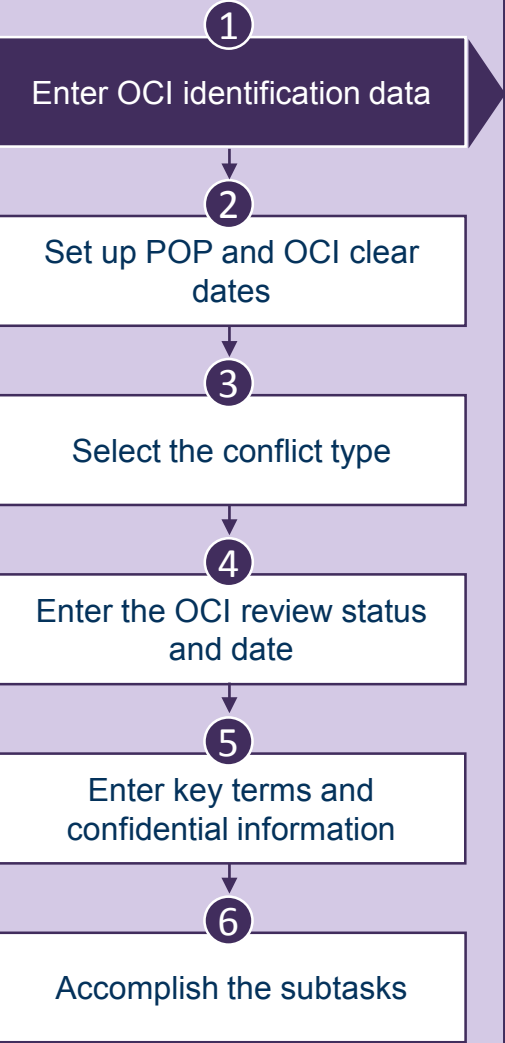 1
Enter OCI identification data
2
Set up POP and OCI clear
dates
3
Select the conflict type
4
Enter the OCI review status
and date
5
Enter key terms and
confidential information
6
Accomplish the subtasks